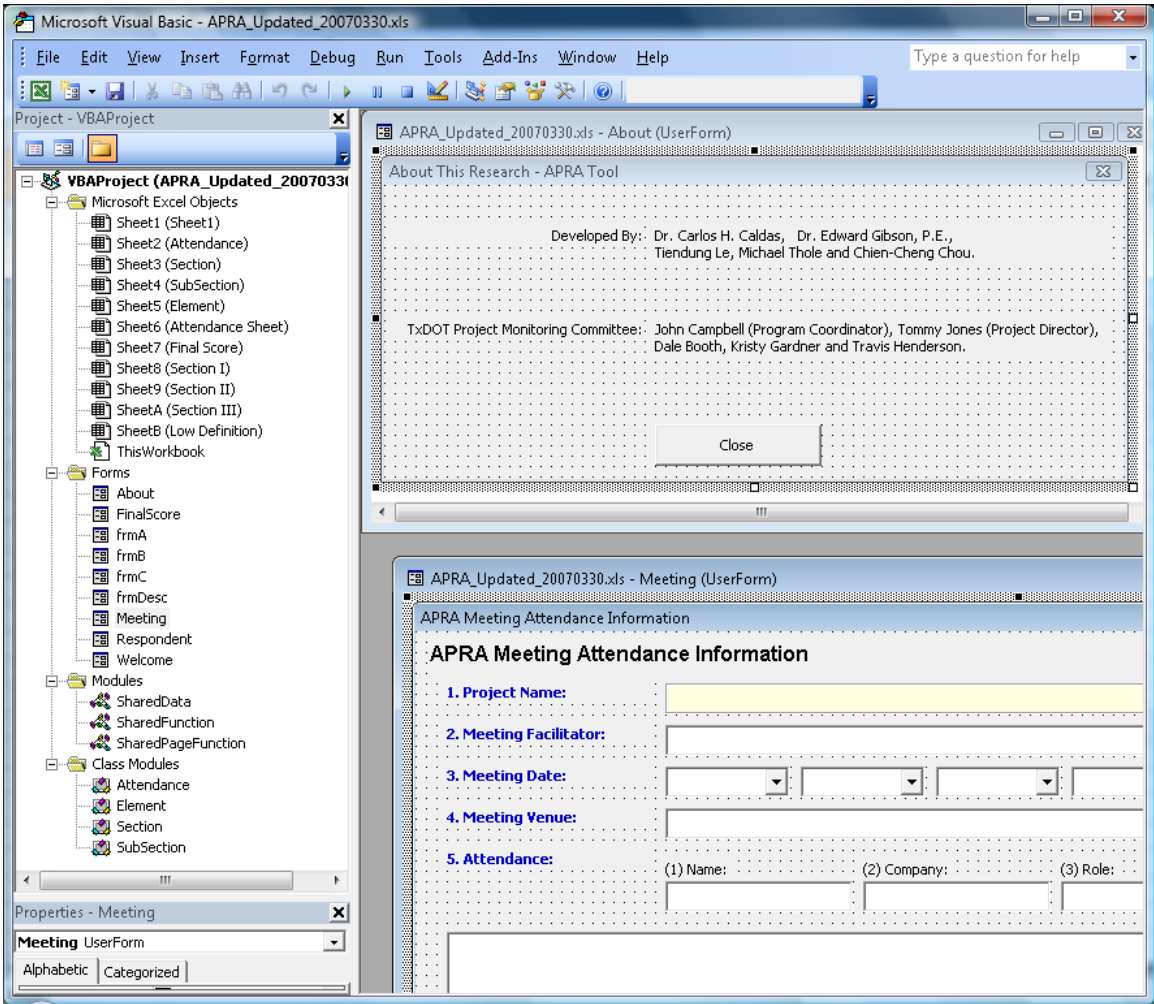 Microsoft Visual Basic - APRA_Updated_20070330.xls
File Edit View Insert Format Debug Run Tools Add-Ins Window Help
Type a question for help
Project - VBAProject
VBAProject (APRA_Updated_2007033(
Microsoft Excel Objects
Sheet1 (Sheet1)
Sheet2 (Attendance)
Sheet3 (Section)
Sheet4 (SubSection)
Sheet5 (Element)
Sheet6 (Attendance Sheet)
Sheet7 (Final Score)
Sheet8 (Section I)
Sheet9 (Section II)
SheetA (Section III)
SheetB (Low Definition)
ThisWorkbook
Forms
About
FinalScore
frmA
frmB
frmC
frmDesc
Meeting
Respondent
Welcome
Modules
SharedData
SharedFunction
SharedPageFunction
Class Modules
Attendance
Element
Section
SubSection
Properties - Meeting
Meeting UserForm
Alphabetic Categorized
APRA_Updated_20070330.xls - About (UserForm)
About This Research - APRA Tool
Developed By: Dr. Carlos H. Caldas, Dr. Edward Gibson, P.E.,
Tiendung Le, Michael Thole and Chien-Cheng Chou.
TxDOT Project Monitoring Committee: John Campbell (Program Coordinator), Tommy Jones (Project Director),
Dale Booth, Kristy Gardner and Travis Henderson.
Close
APRA_Updated_20070330.xls - Meeting (UserForm)
APRA Meeting Attendance Information
APRA Meeting Attendance Information
1. Project Name:
2. Meeting Facilitator:
3. Meeting Date:
4. Meeting Venue:
5. Attendance:
(1) Name: (2) Company: (3) Role: